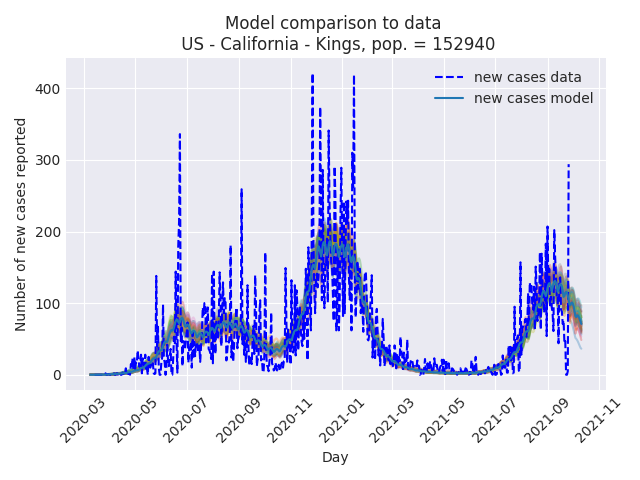 Model comparison to data
US - California - Kings, pop. = 152940
new cases data
new cases model
Number of new cases reported
400
300
200
100
0
2020-03
2020-05
2020-07
2020-09
2020-11
2021-01
2021-03
2021-05
2021-07
2021-09
2021-11
Day